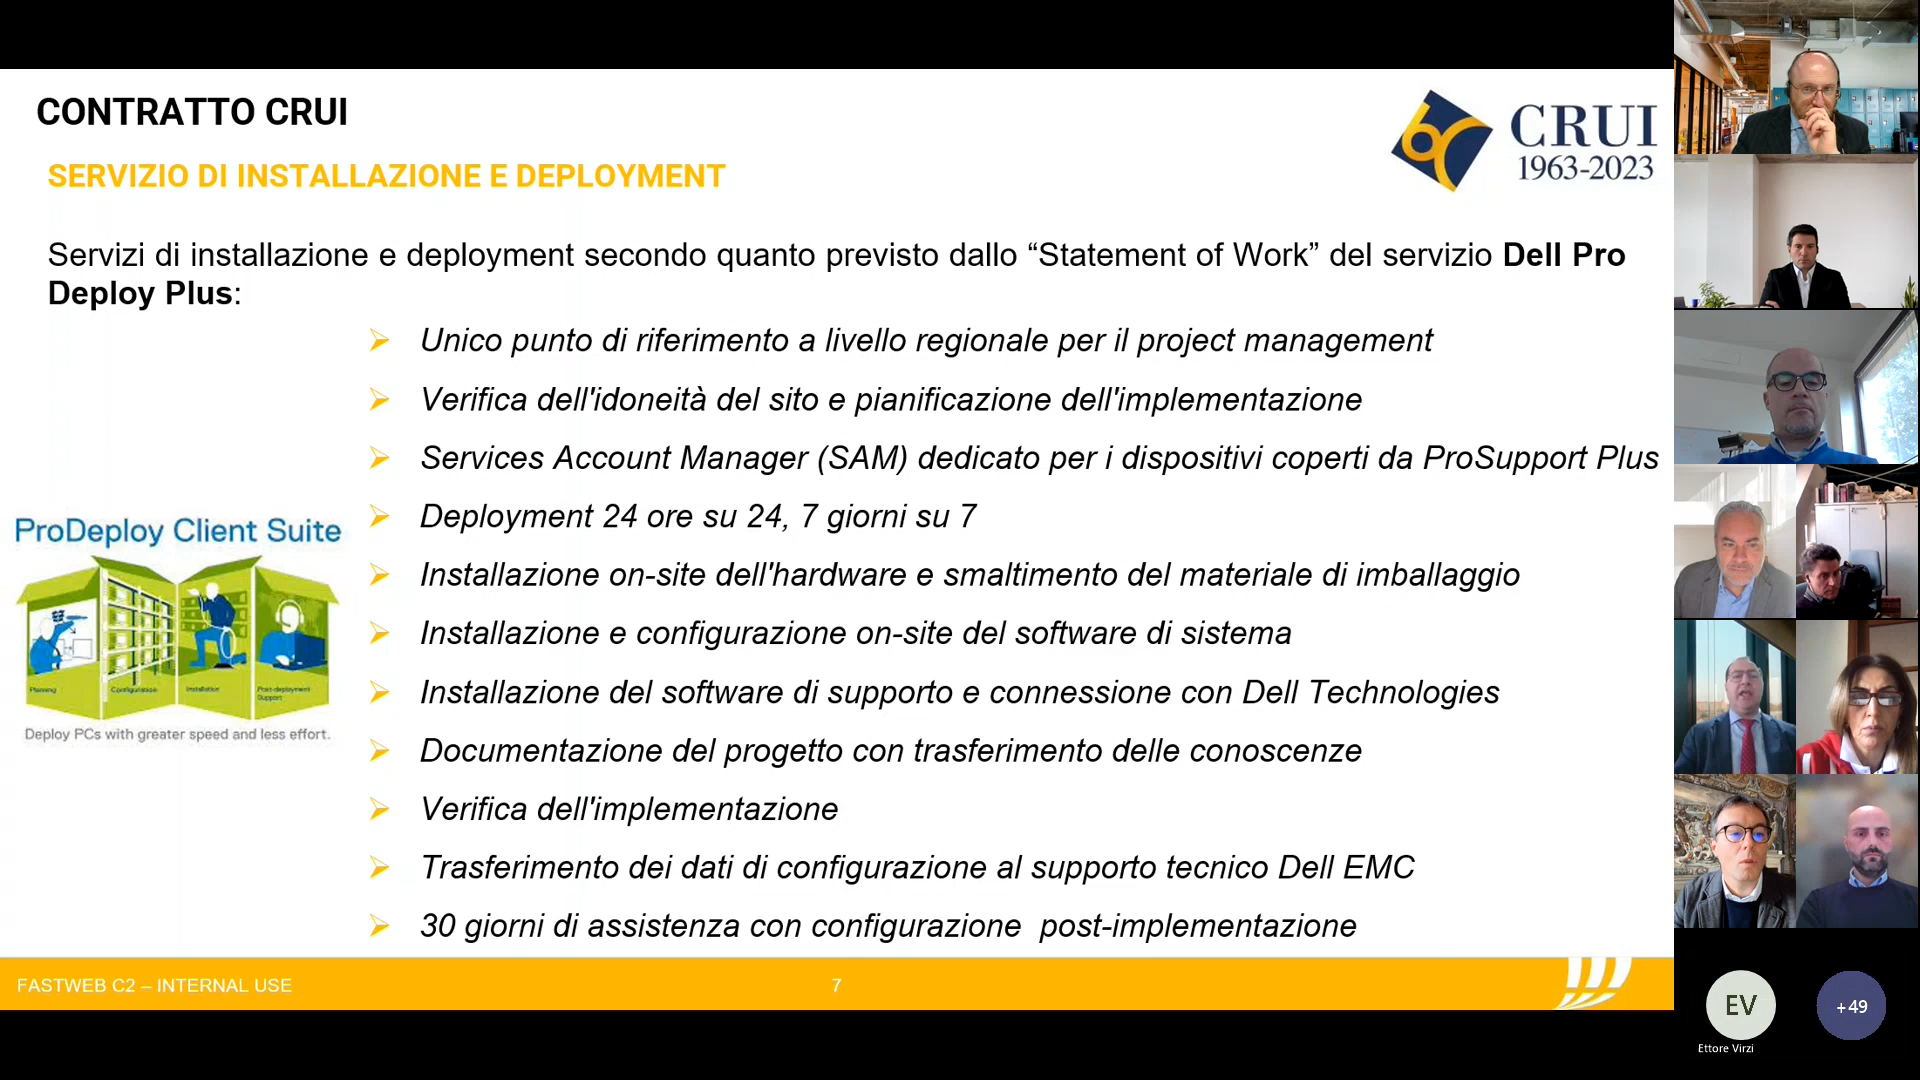 CONTRATTO CRUI
CRUI
1963-2023
SERVIZIO DI INSTALLAZIONE E DEPLOYMENT
Servizi di installazione e deployment secondo quanto previsto dallo “Statement of Work” del servizio Dell Pro
Deploy Plus:
Unico punto di riferimento a livello regionale per il project management
Verifica dell'idoneità del sito e pianificazione dell'implementazione
Services Account Manager (SAM) dedicato per i dispositivi coperti da ProSupport Plus
Deployment 24 ore su 24, 7 giorni su 7
Installazione on-site dell'hardware e smaltimento del materiale di imballaggio
Installazione e configurazione on-site del software di sistema
Installazione del software di supporto e connessione con Dell Technologies
Documentazione del progetto con trasferimento delle conoscenze
Verifica dell'implementazione
Trasferimento dei dati di configurazione al supporto tecnico Dell EMC
30 giorni di assistenza con configurazione  post-implementazione
ProDeploy Client Suite
Planning
Configuration
Installation
Post-deployment
Support
Deploy PCs with greater speed and less effort.
FASTWEB C2 – INTERNAL USE
7
EV
Ettore Virzi
+49